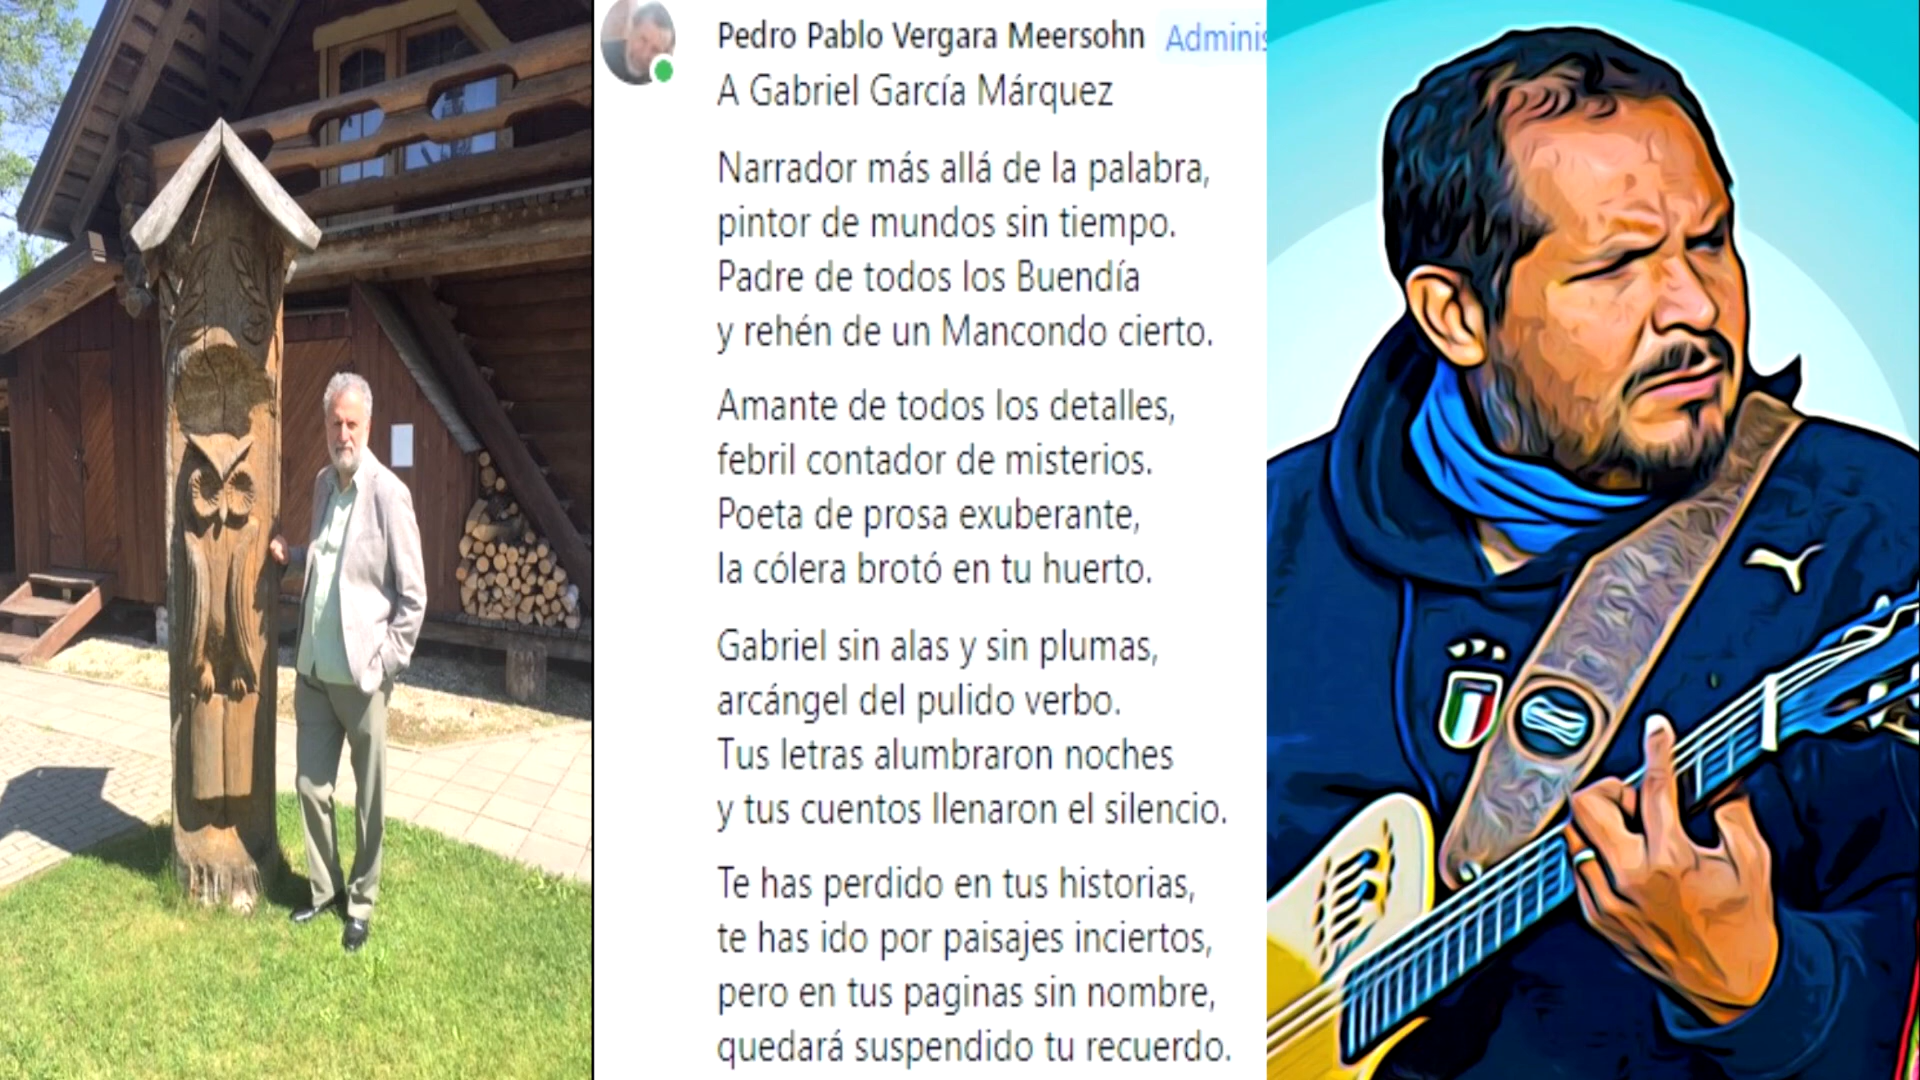 Pedro Pablo Vergara Meersohn Adminis
A Gabriel García Márquez
Narrador más allá de la palabra,
pintor de mundos sin tiempo.
Padre de todos los Buendía
y rehén de un Mancondo cierto.
Amante de todos los detalles,
febril contador de misterios.
Poeta de prosa exuberante,
la cólera brotó en tu huerto.
Gabriel sin alas y sin plumas,
arcángel del pulido verbo.
Tus letras alumbraron noches
y tus cuentos llenaron el silencio.
Te has perdido en tus historias,
te has ido por paisajes inciertos,
pero en tus paginas sin nombre,
quedará suspendido tu recuerdo.